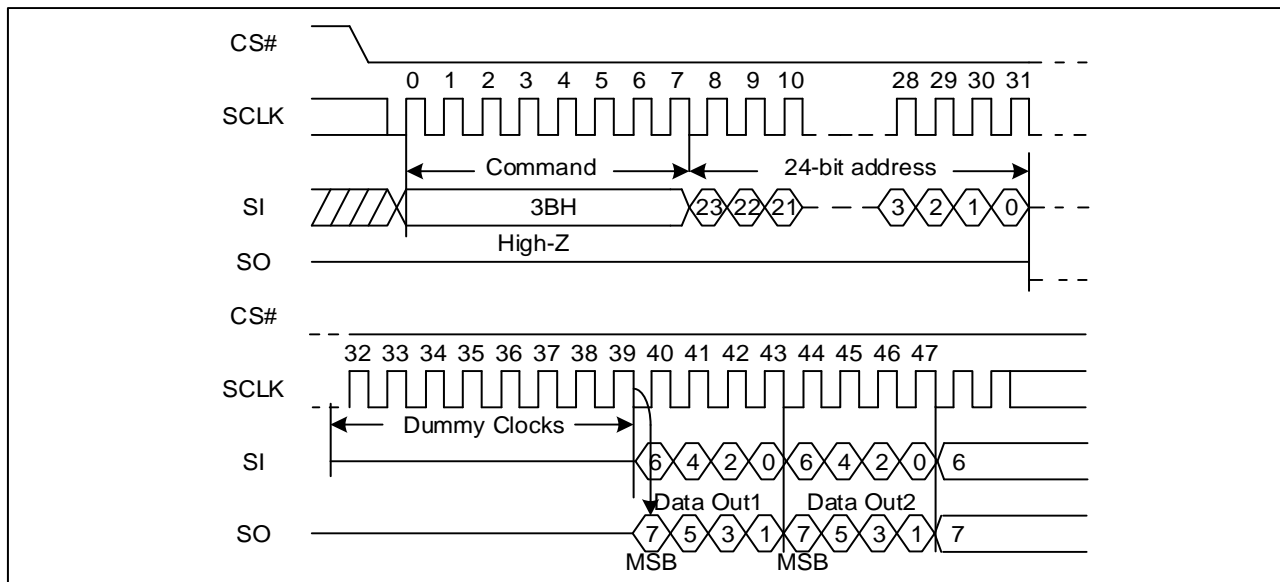 CS#
0 1 2 3 4 5 6 7 8 9 10 28 29 30 31
SCLK
Command 24-bit address
SI 3BH 23 22 21 3 2 1 0
High-Z
SO
CS#
32 33 34 35 36 37 38 39 40 41 42 43 44 45 46 47
SCLK
Dummy Clocks
SI 6 4 2 0 6 4 2 0 6
Data Out1 Data Out2
SO 7 5 3 1 7 5 3 1 7
MSB MSB